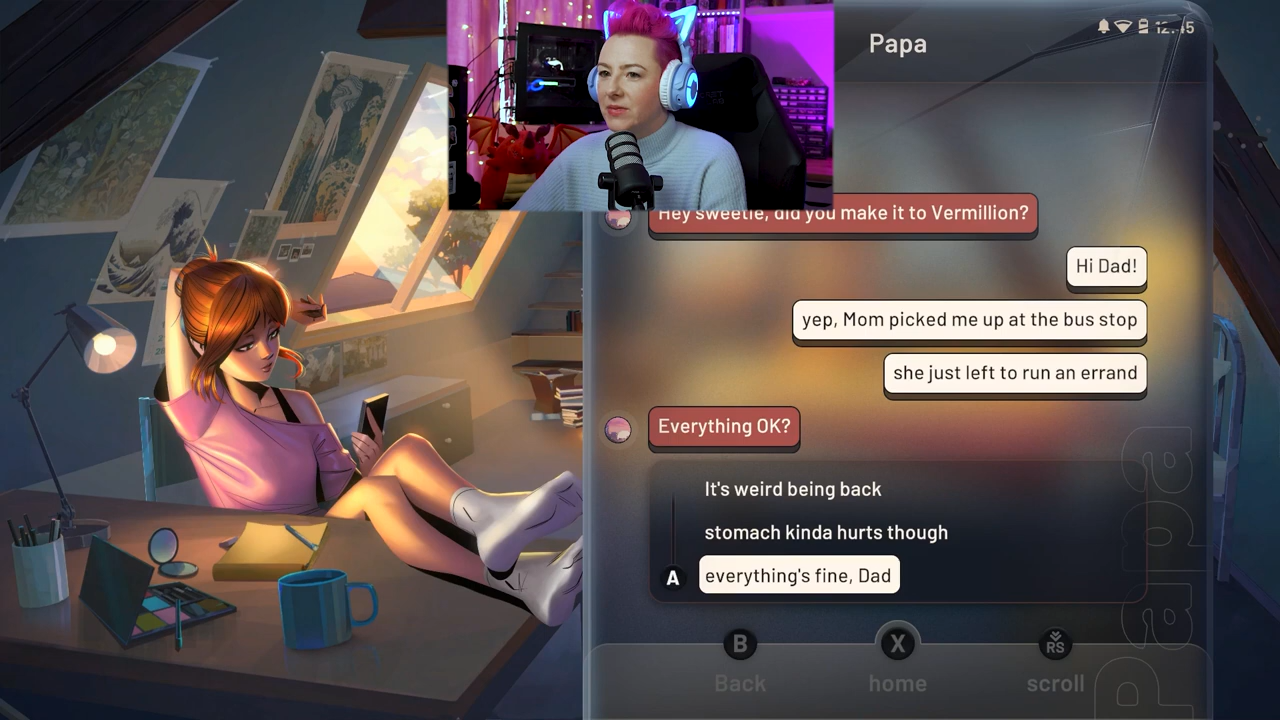 Papa
12:45
Hey sweetie, did you make it to Vermillion?
Hi Dad!
yep, Mom picked me up at the bus stop
she just left to run an errand
Everything OK?
It's weird being back
stomach kinda hurts though
A everything's fine, Dad
B X RS
Back home scroll
Papa